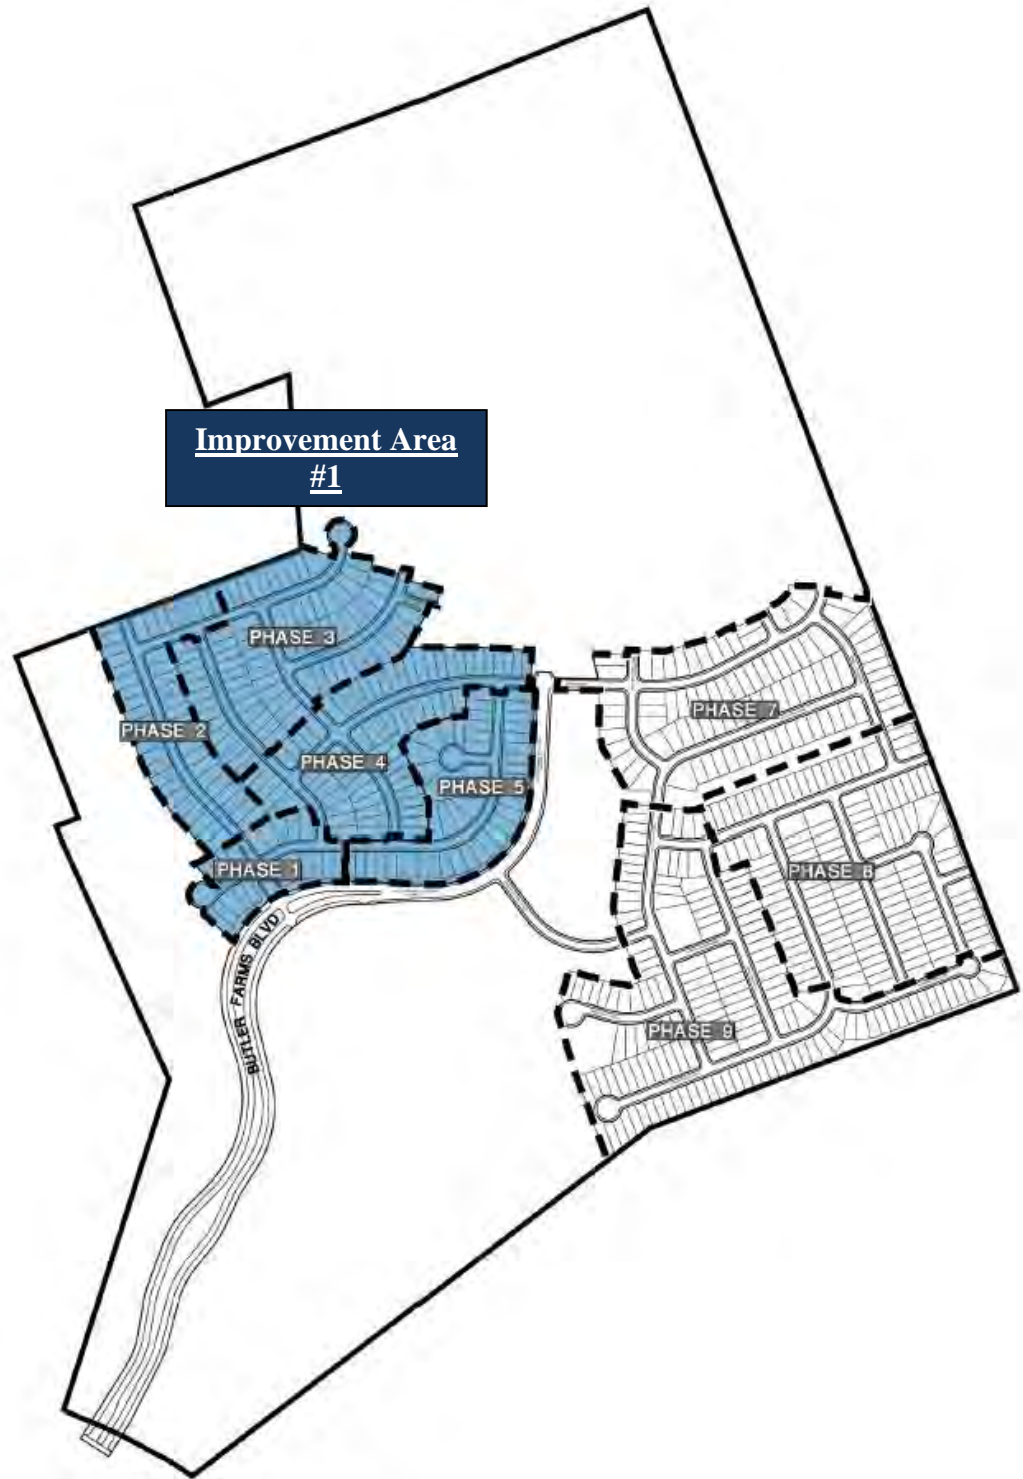 Improvement Area
#1
PHASE 3
PHASE 2
PHASE 7
PHASE 4
PHASE 5
PHASE 1
PHASE 8
BUTLER FARMS BLVD
PHASE 9